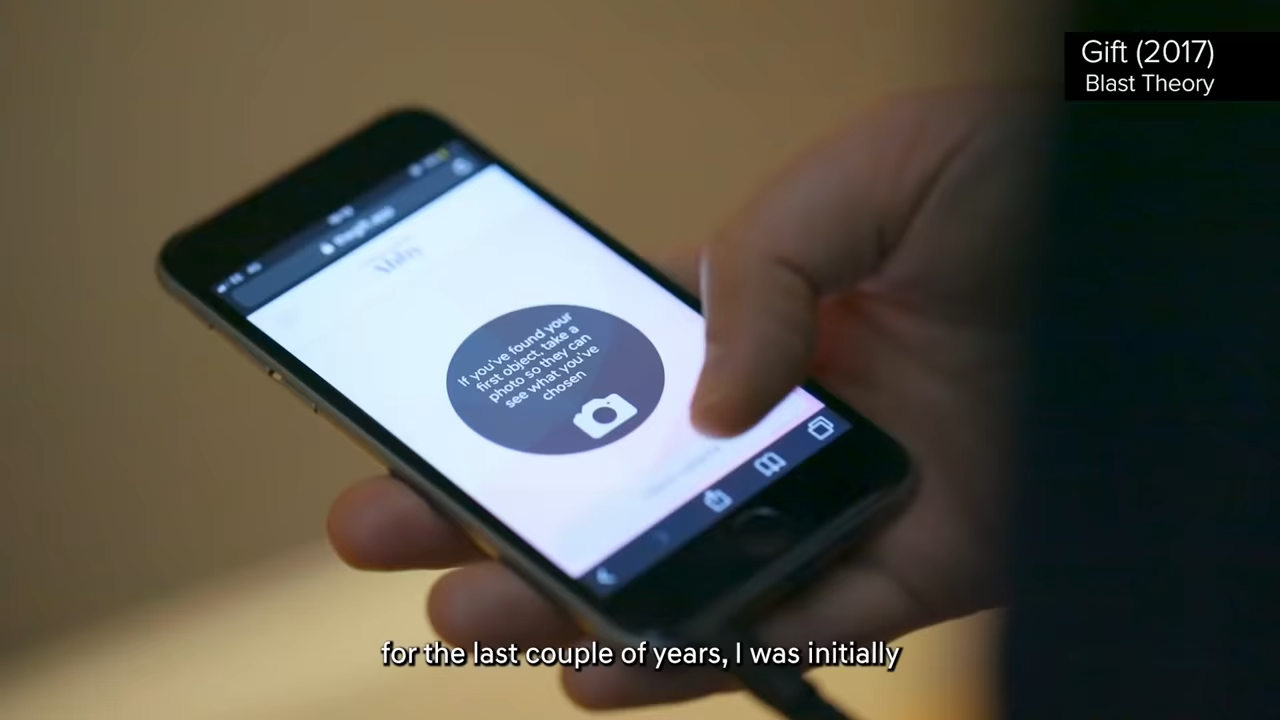 Gift (2017)
Blast Theory
If you've found your
first object, take a
photo so they can
see what you've
chosen
for the last couple of years, I was initially